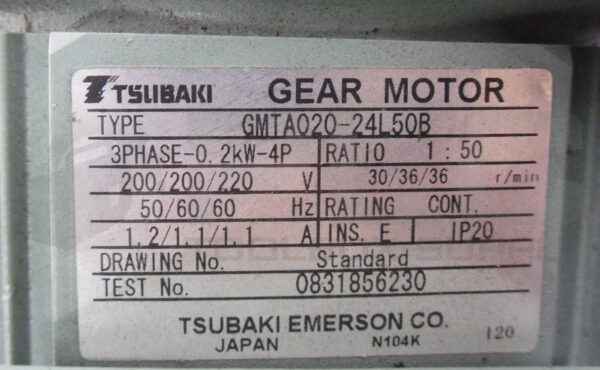 TSUBAKI GEAR MOTOR
TYPE GMTA020-24L50B
3PHASE-0.2kW-4P RATIO 1:50
200/200/220 V 30/36/36 r/min
50/60/60 Hz RATING CONT.
1.2/1.1/1.1 A INS. E IP20
DRAWING No. Standard
TEST No. 0831856230
TSUBAKI EMERSON CO.
JAPAN N104K 120